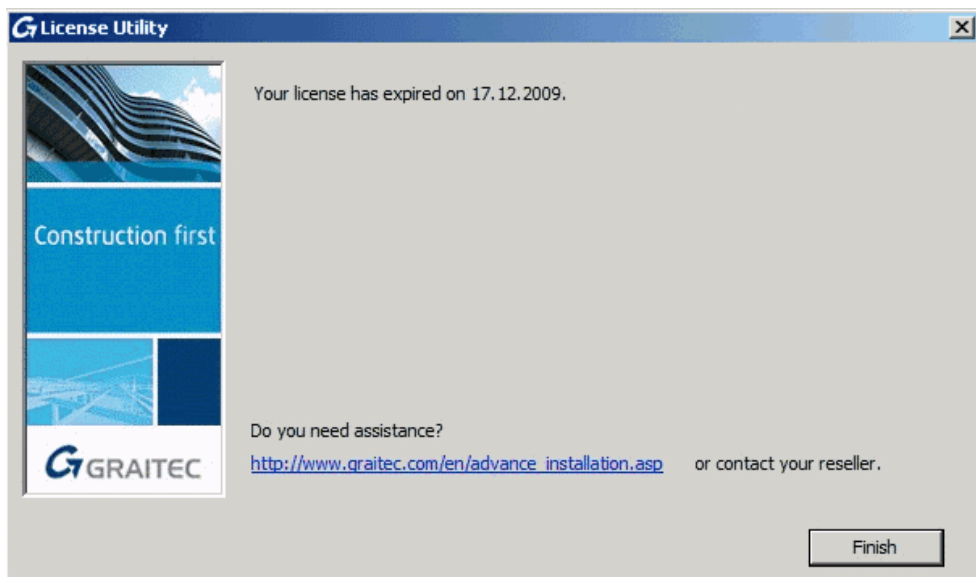 License Utility
Your license has expired on 17.12.2009.
Construction first
Do you need assistance?
http://www.graitec.com/en/advance_installation.asp or contact your reseller.
GRAITEC
Finish